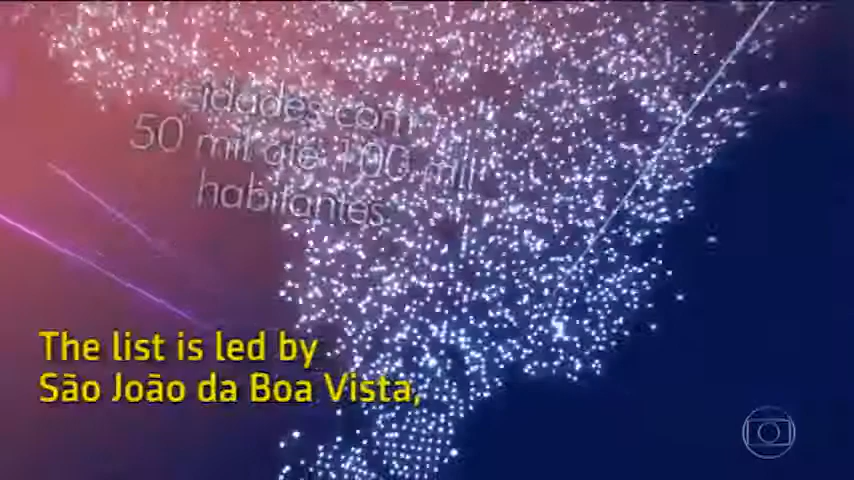 cidades com
50 mil até 100 mil
habitantes
The list is led by
São João da Boa Vista,